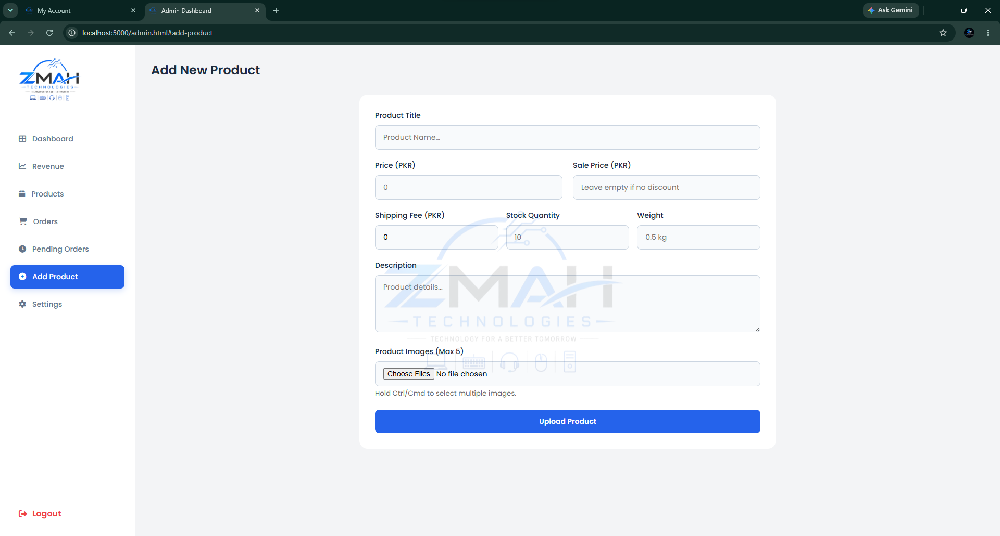 My Account
Admin Dashboard
Ask Gemini
localhost:5000/admin.html#add-product
ZMAH
TECHNOLOGIES
TECHNOLOGY FOR A BETTER TOMORROW
Dashboard
Revenue
Products
Orders
Pending Orders
Add Product
Settings
Logout
Add New Product
Product Title
Product Name...
Price (PKR)
Sale Price (PKR)
0
Leave empty if no discount
Shipping Fee (PKR)
Stock Quantity
Weight
0
10
0.5 kg
Description
Product details...
ZMAH
TECHNOLOGIES
TECHNOLOGY FOR A BETTER TOMORROW
Product Images (Max 5)
Choose Files No file chosen
Hold Ctrl/Cmd to select multiple images.
Upload Product